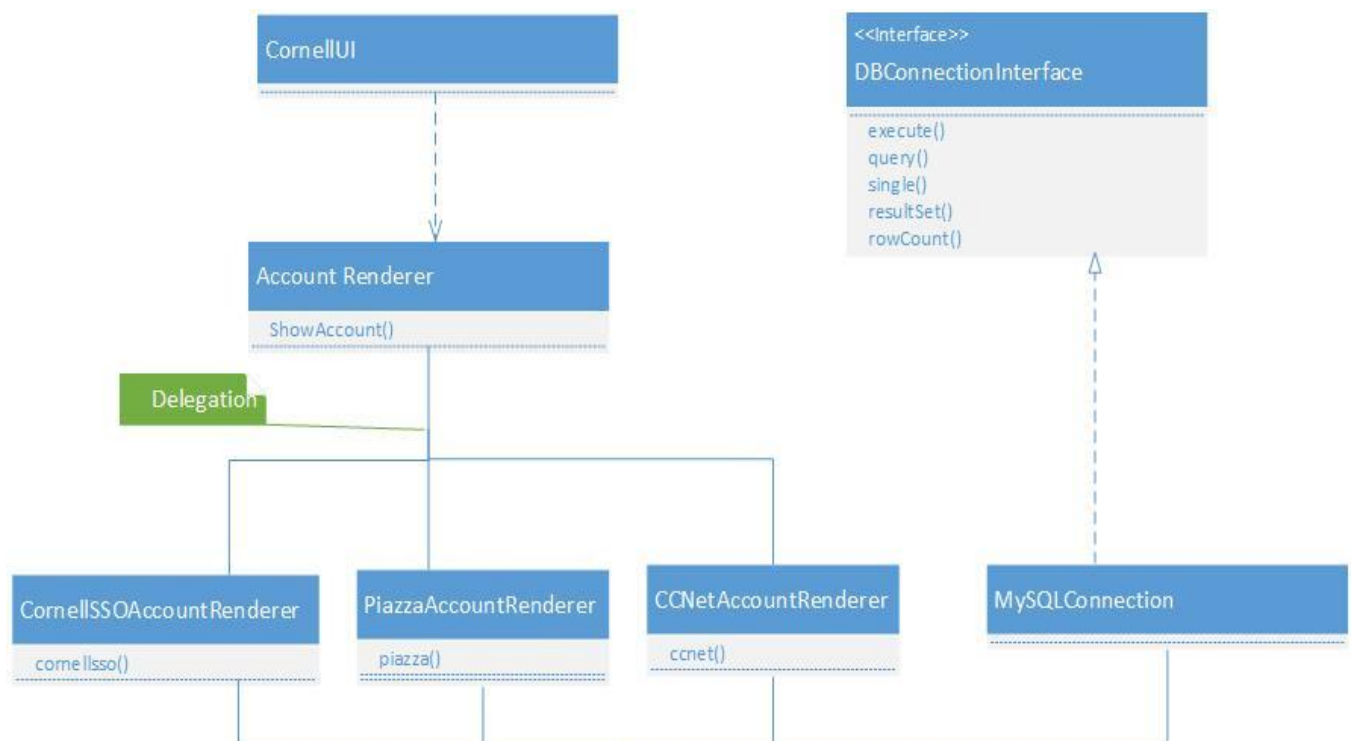 CornellUI
<<Interface>>
DBConnectionInterface
execute()
query()
single()
resultSet()
rowCount()
Account Renderer
ShowAccount()
Delegation
CornellSSOAccountRenderer
cornellsso()
PiazzaAccountRenderer
piazza()
CCNetAccountRenderer
ccnet()
MySQLConnection